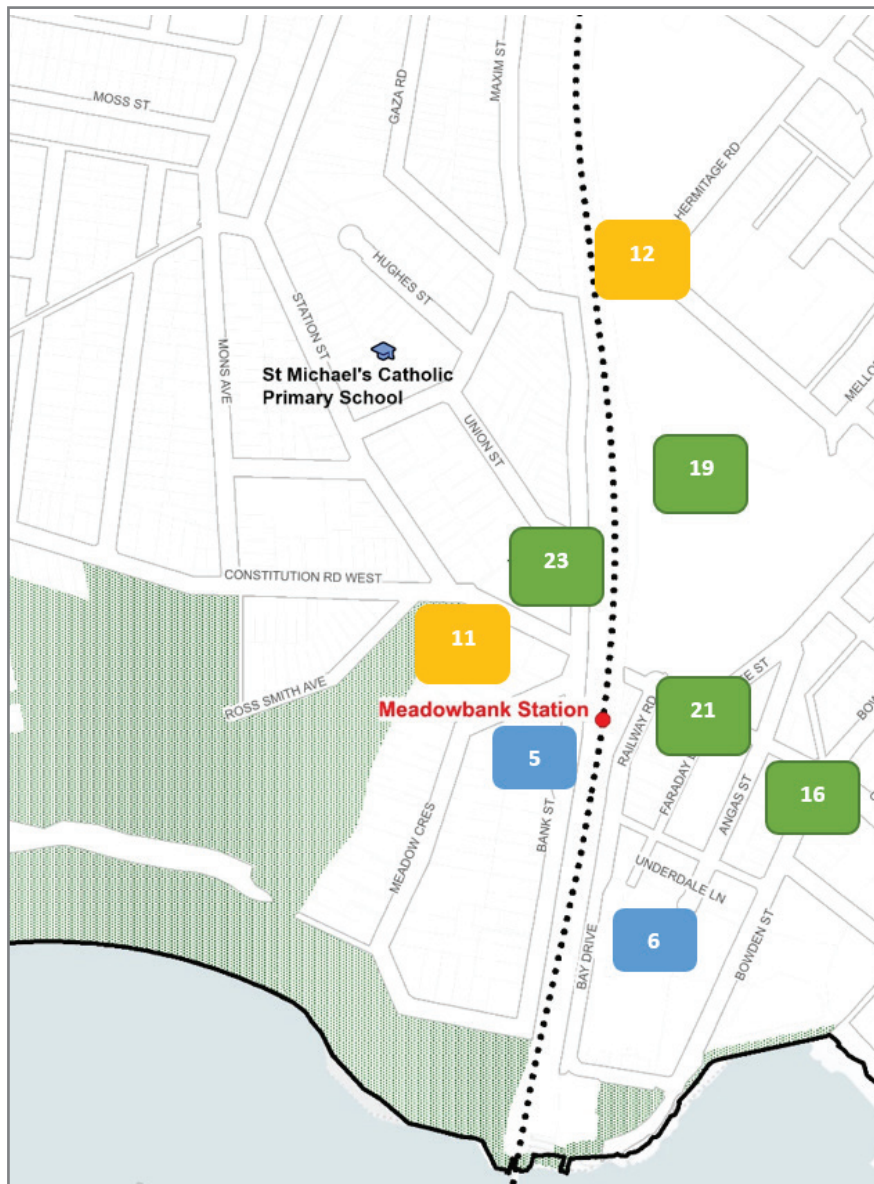 MOSS ST
GAZA RD
MAXIM ST
HERMITAGE RD
12
HUGHES ST
STATION ST
MONS AVE
St Michael's Catholic
Primary School
UNION ST
19
23
CONSTITUTION RD WEST
11
ROSS SMITH AVE
Meadowbank Station
RAILWAY RD
21
5
16
ANGAS ST
BANK ST
MEADOW CRES
UNDERDALE LN
6
BAY DRIVE
BOWDEN ST